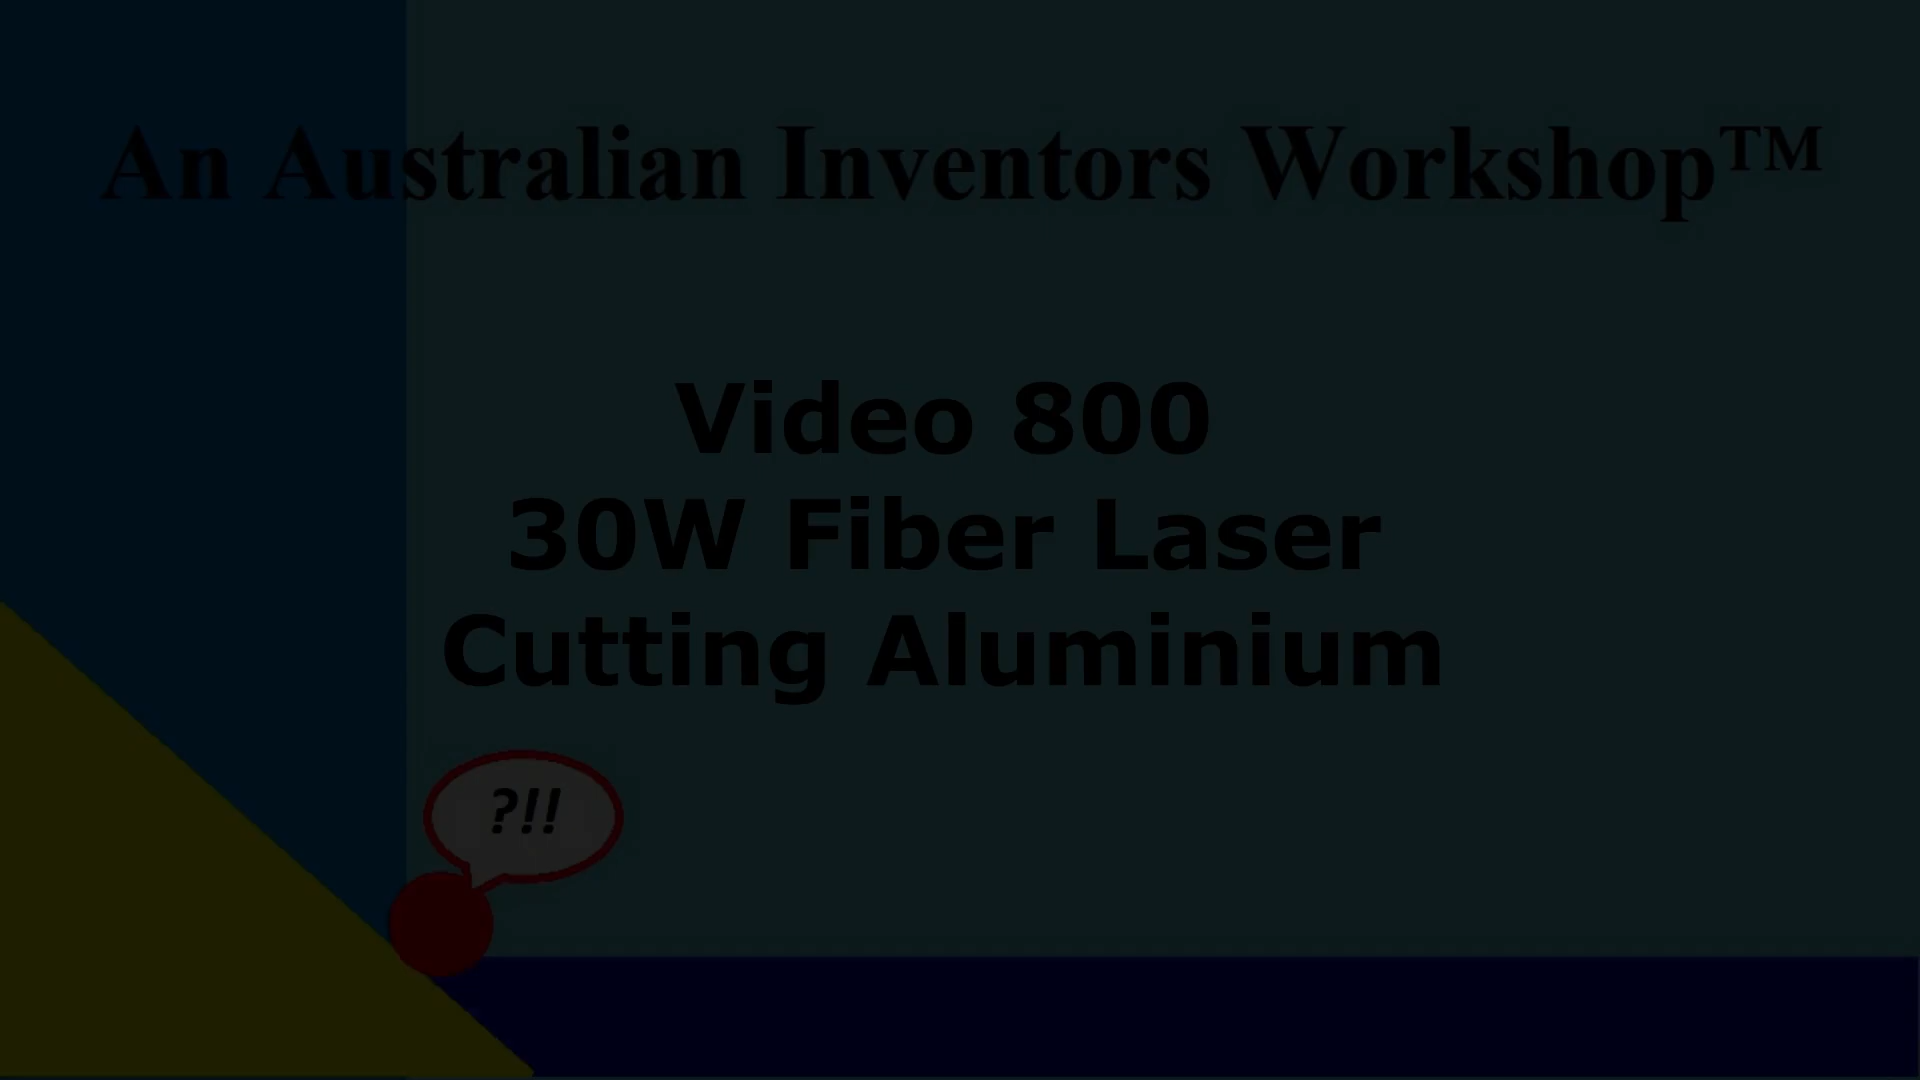 An Australian Inventors Workshop™
Video 800
30W Fiber Laser
Cutting Aluminium
?!!